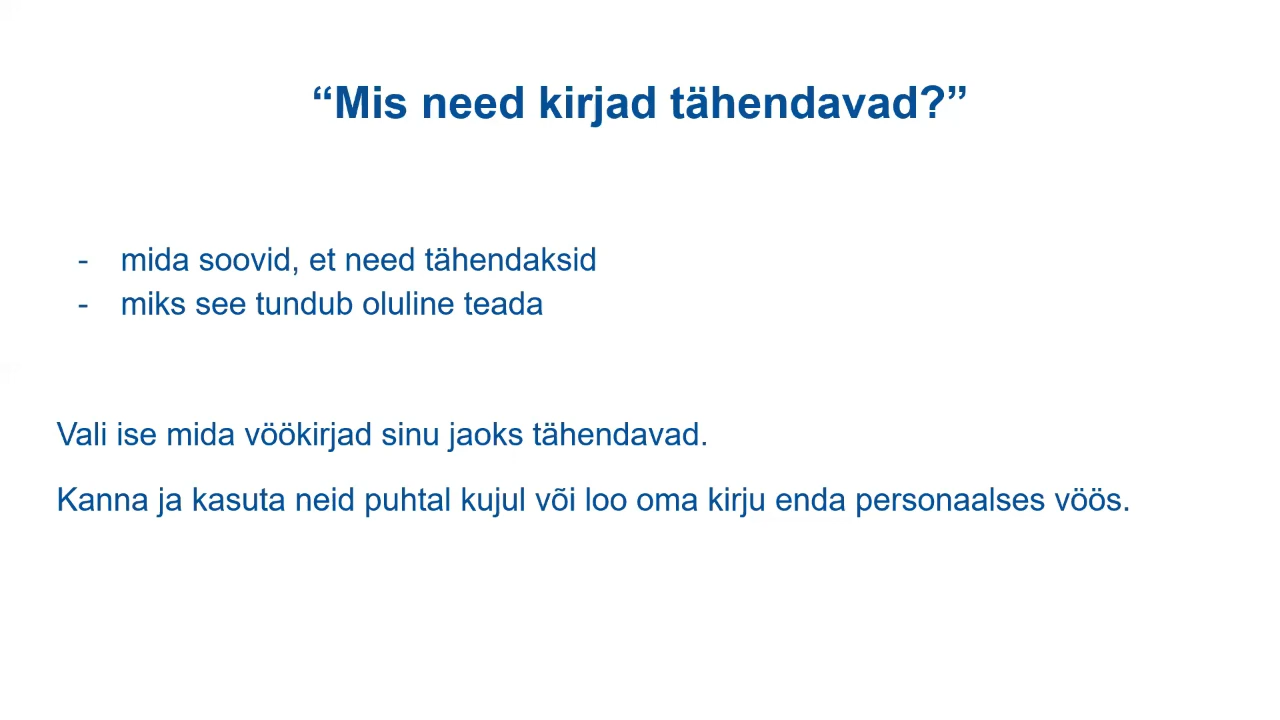 “Mis need kirjad tähendavad?”
- mida soovid, et need tähendaksid
- miks see tundub oluline teada
Vali ise mida vöökirjad sinu jaoks tähendavad.
Kanna ja kasuta neid puhtal kujul või loo oma kirju enda personaalses vöös.